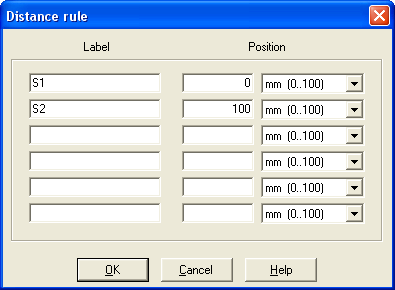 Distance rule
Label Position
S1 0 mm (0..100)
S2 100 mm (0..100)
mm (0..100)
mm (0..100)
mm (0..100)
mm (0..100)
OK Cancel Help